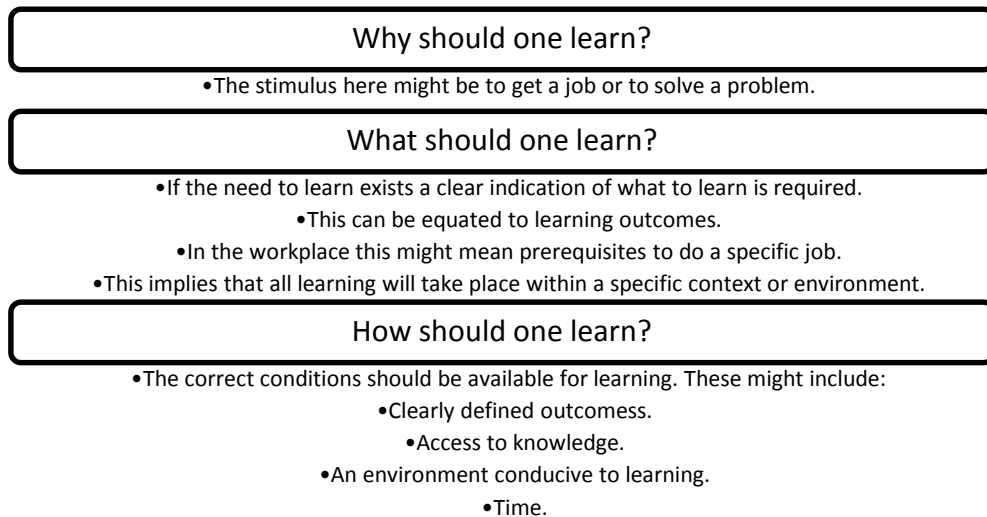 Why should one learn?
•The stimulus here might be to get a job or to solve a problem.
What should one learn?
•If the need to learn exists a clear indication of what to learn is required.
•This can be equated to learning outcomes.
•In the workplace this might mean prerequisites to do a specific job.
•This implies that all learning will take place within a specific context or environment.
How should one learn?
•The correct conditions should be available for learning. These might include:
•Clearly defined outcomess.
•Access to knowledge.
•An environment conducive to learning.
•Time.